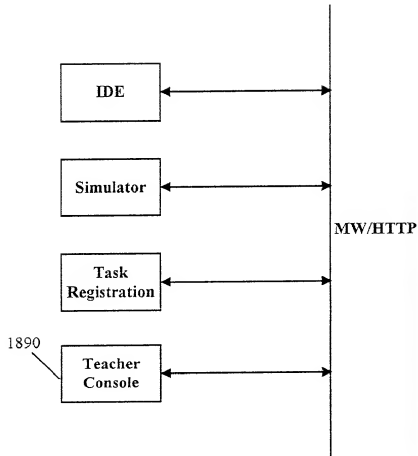 IDE
Simulator
MW/HTTP
Task
Registration
1890
Teacher
Console